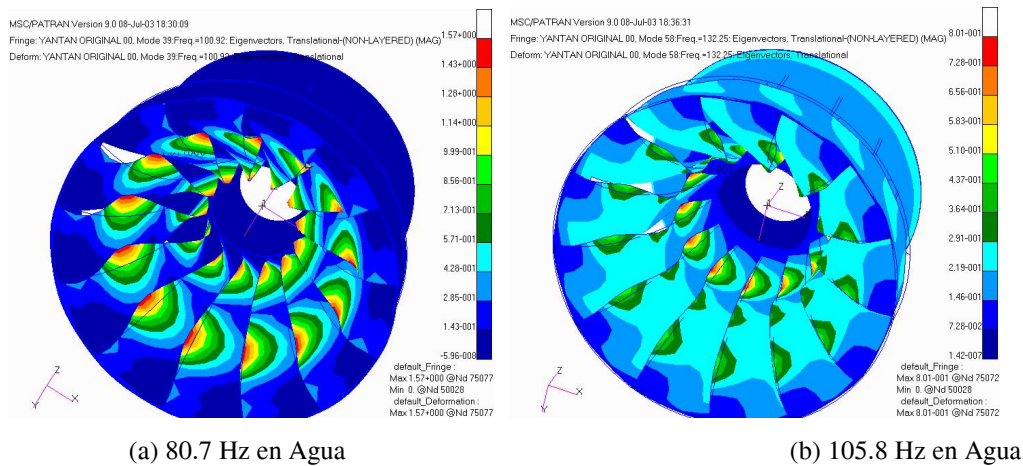 MSC/PATRAN Version 9.0 08-Jul-03 18:30:09
Fringe: YANTAN ORIGINAL 00, Mode 39:Freq.=100.92: Eigenvectors, Translational-(NON-LAYERED) (MAG)
Deform: YANTAN ORIGINAL 00, Mode 39:Freq.=100.92: Eigenvectors, Translational
1.57+000
1.43+000
1.28+000
1.14+000
9.99-001
8.56-001
7.13-001
5.71-001
4.28-001
2.85-001
1.43-001
-5.96-008
Z
X
Y
Z
default_Fringe :
Max 1.57+000 @Nd 75077
Min 0. @Nd 50028
default_Deformation :
Max 1.57+000 @Nd 75077
(a) 80.7 Hz en Agua
MSC/PATRAN Version 9.0 08-Jul-03 18:36:31
Fringe: YANTAN ORIGINAL 00, Mode 58:Freq.=132.25: Eigenvectors, Translational-(NON-LAYERED) (MAG)
Deform: YANTAN ORIGINAL 00, Mode 58:Freq.=132.25: Eigenvectors, Translational
8.01-001
7.28-001
6.56-001
5.83-001
5.10-001
4.37-001
3.64-001
2.91-001
2.19-001
1.46-001
7.28-002
1.42-007
Z
Z
X
Y
default_Fringe :
Max 8.01-001 @Nd 75072
Min 0. @Nd 50028
default_Deformation :
Max 8.01-001 @Nd 75072
(b) 105.8 Hz en Agua